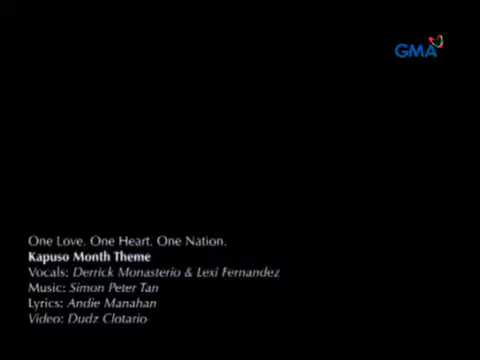 GMA
One Love. One Heart. One Nation.
Kapuso Month Theme
Vocals: Derrick Monasterio & Lexi Fernandez
Music: Simon Peter Tan
Lyrics: Andie Manahan
Video: Dudz Clotario